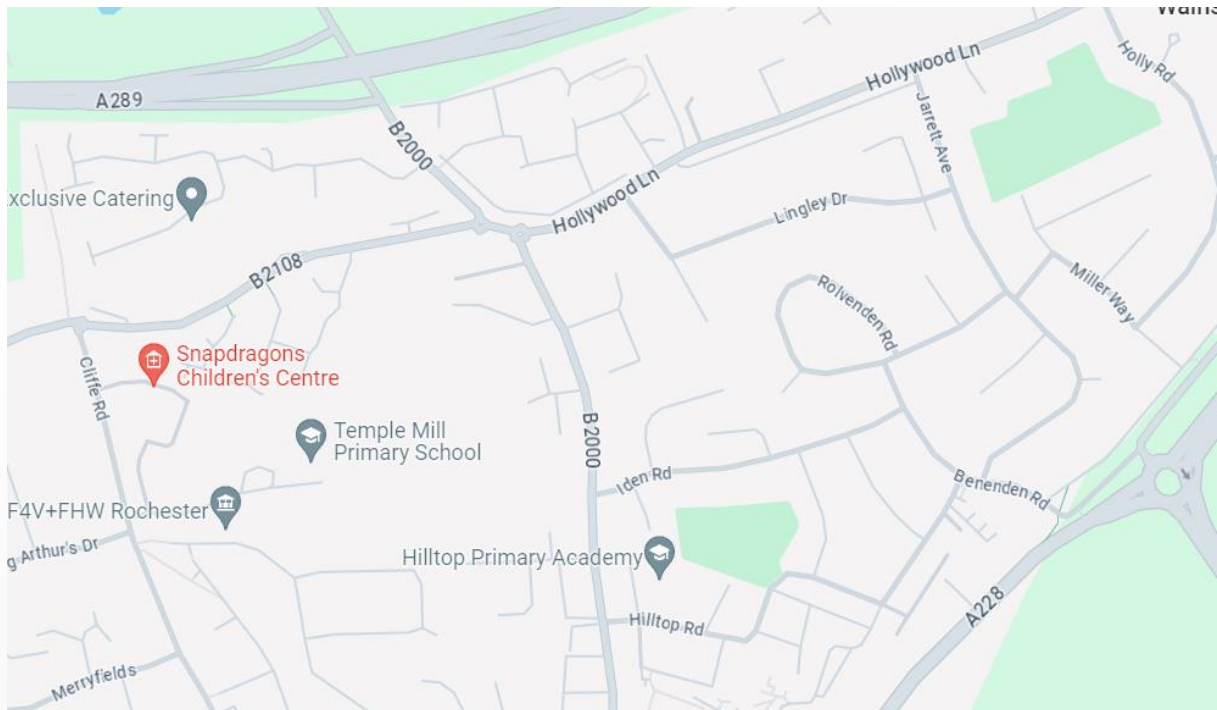 Holly Rd
Hollywood Ln
A289
Jarrett Ave
B2000
Exclusive Catering
Hollywood Ln
Lingley Dr
B2108
Miller Way
Rolvenden Rd
Snapdragons
Children's Centre
Cliffe Rd
Temple Mill
Primary School
B2000
Iden Rd
Benenden Rd
F4V+FHW Rochester
g Arthur's Dr
Hilltop Primary Academy
A228
Hilltop Rd
Merryfields